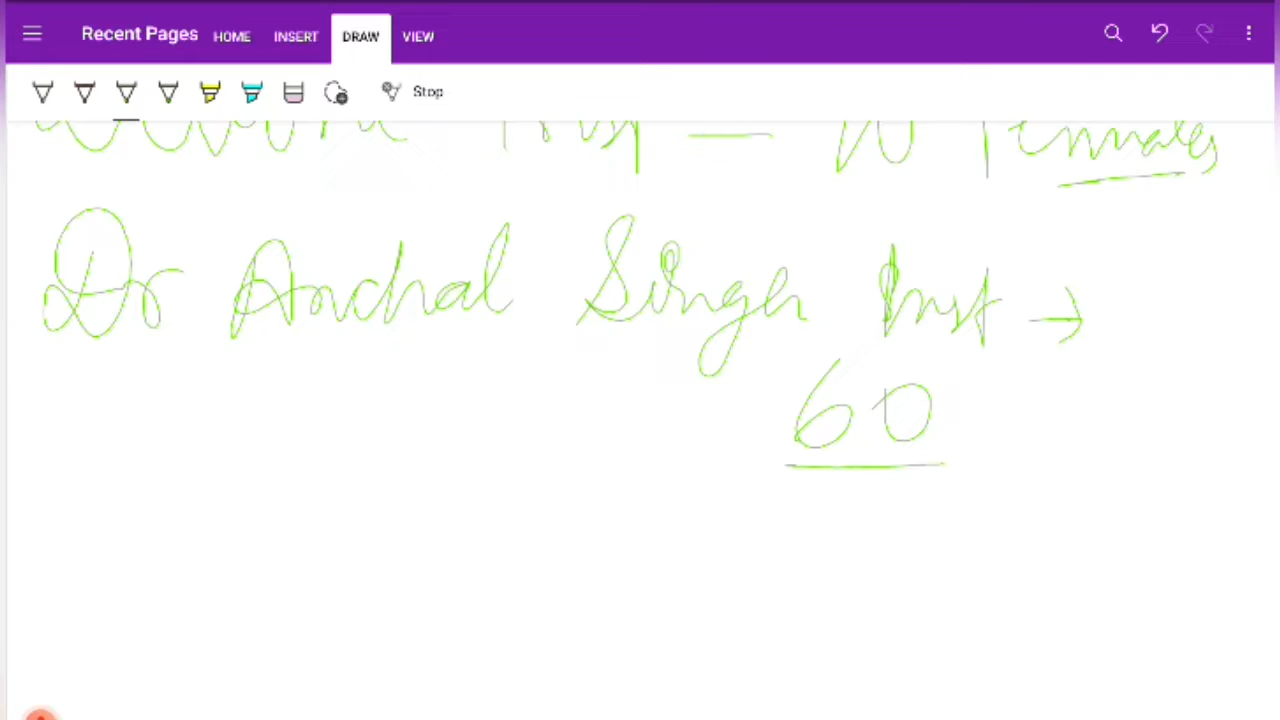 Recent Pages HOME INSERT DRAW VIEW
Stop
Females
Dr Anchal Singh Inst →
60